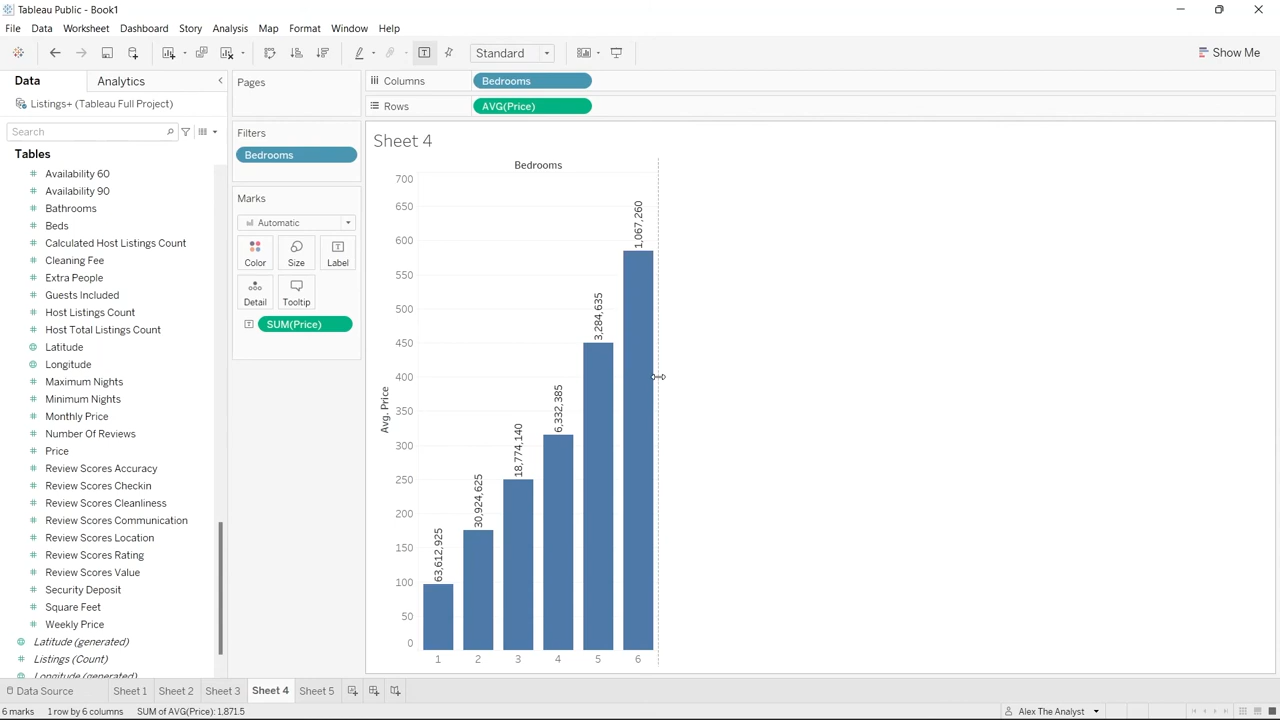 Tableau Public - Book1
File Data Worksheet Dashboard Story Analysis Map Format Window Help
Standard
Show Me
Data Analytics
Listings+ (Tableau Full Project)
Search
Tables
Availability 60
Availability 90
Bathrooms
Beds
Calculated Host Listings Count
Cleaning Fee
Extra People
Guests Included
Host Listings Count
Host Total Listings Count
Latitude
Longitude
Maximum Nights
Minimum Nights
Monthly Price
Number Of Reviews
Price
Review Scores Accuracy
Review Scores Checkin
Review Scores Cleanliness
Review Scores Communication
Review Scores Location
Review Scores Rating
Review Scores Value
Security Deposit
Square Feet
Weekly Price
Latitude (generated)
Listings (Count)
Longitude (generated)
Pages
Filters
Bedrooms
Marks
Automatic
Color Size Label
Detail Tooltip
SUM(Price)
Columns Bedrooms
Rows AVG(Price)
Sheet 4
Bedrooms
700
650
600
550
500
450
400
350
300
250
200
150
100
50
0
Avg. Price
63,612,925
30,924,625
18,774,140
6,332,385
3,284,635
1,067,260
1 2 3 4 5 6
Data Source Sheet 1 Sheet 2 Sheet 3 Sheet 4 Sheet 5
6 marks 1 row by 6 columns SUM of AVG(Price): 1,871.5
Alex The Analyst